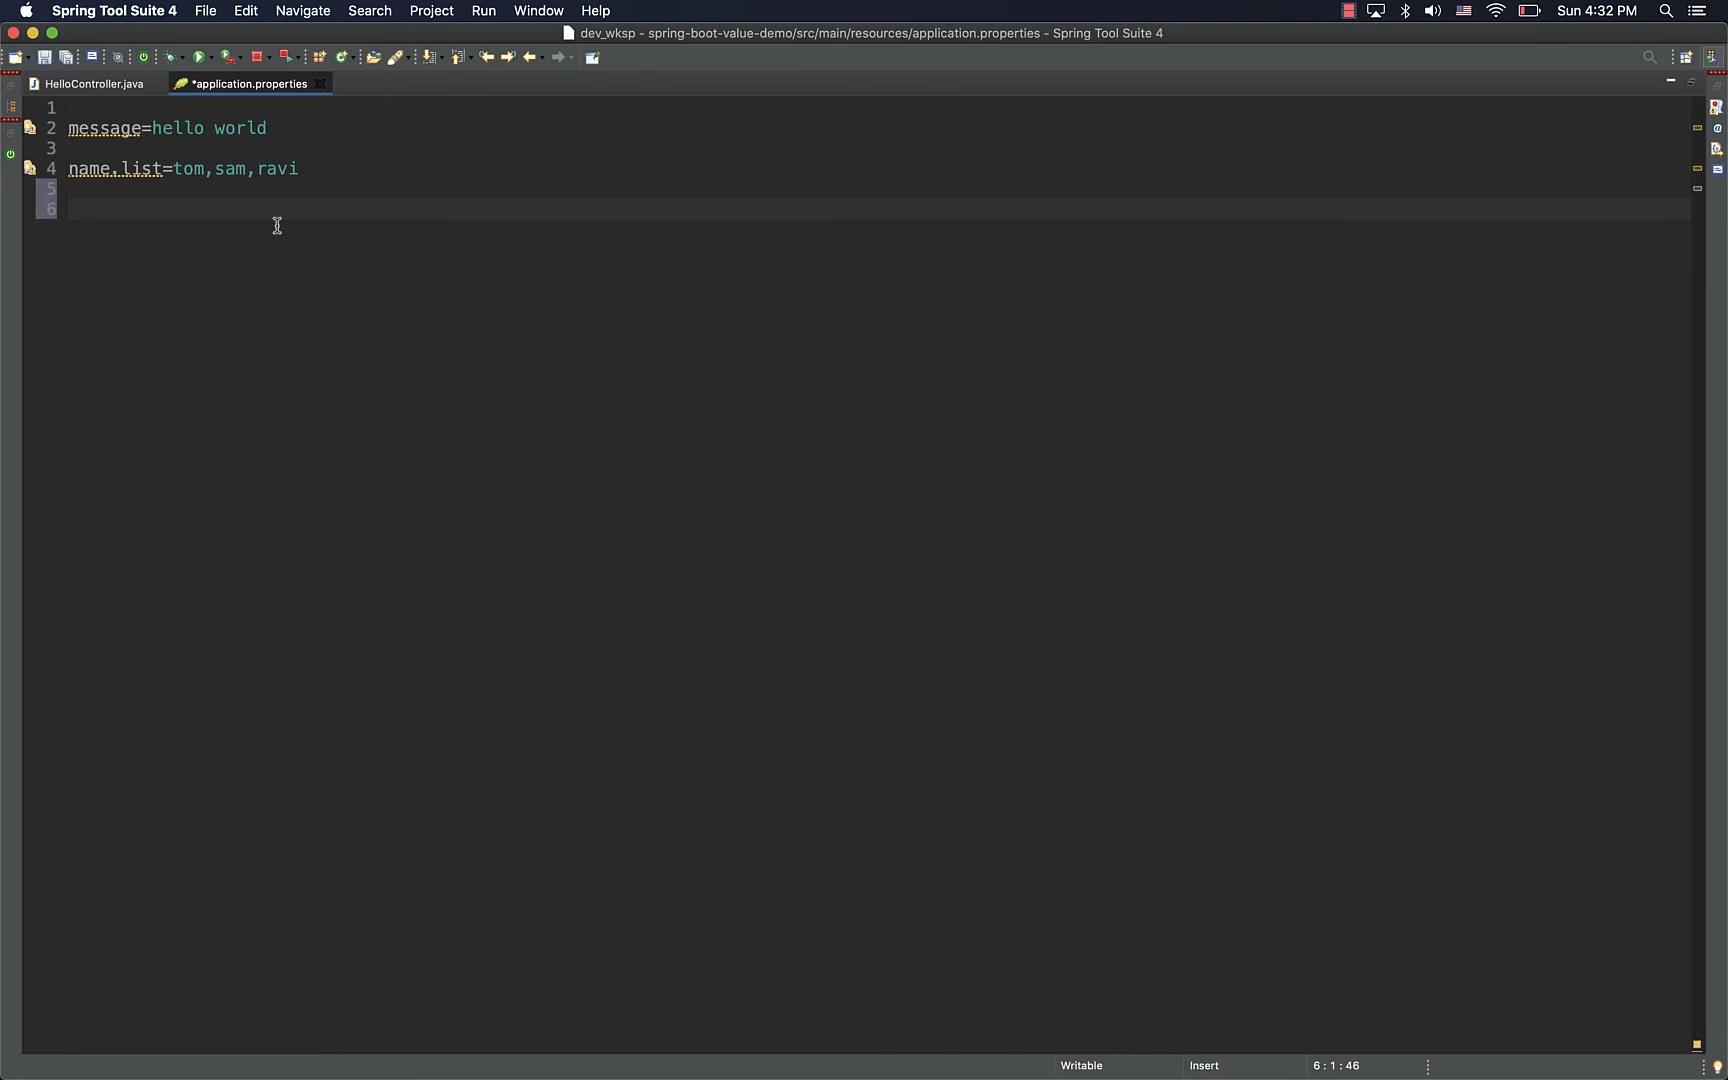 Spring Tool Suite 4 File Edit Navigate Search Project Run Window Help Sun 4:32 PM
dev_wksp - spring-boot-value-demo/src/main/resources/application.properties - Spring Tool Suite 4
HelloController.java *application.properties
1
2 message=hello world
3
4 name.list=tom,sam,ravi
5
6
Writable Insert 6 : 1 : 46